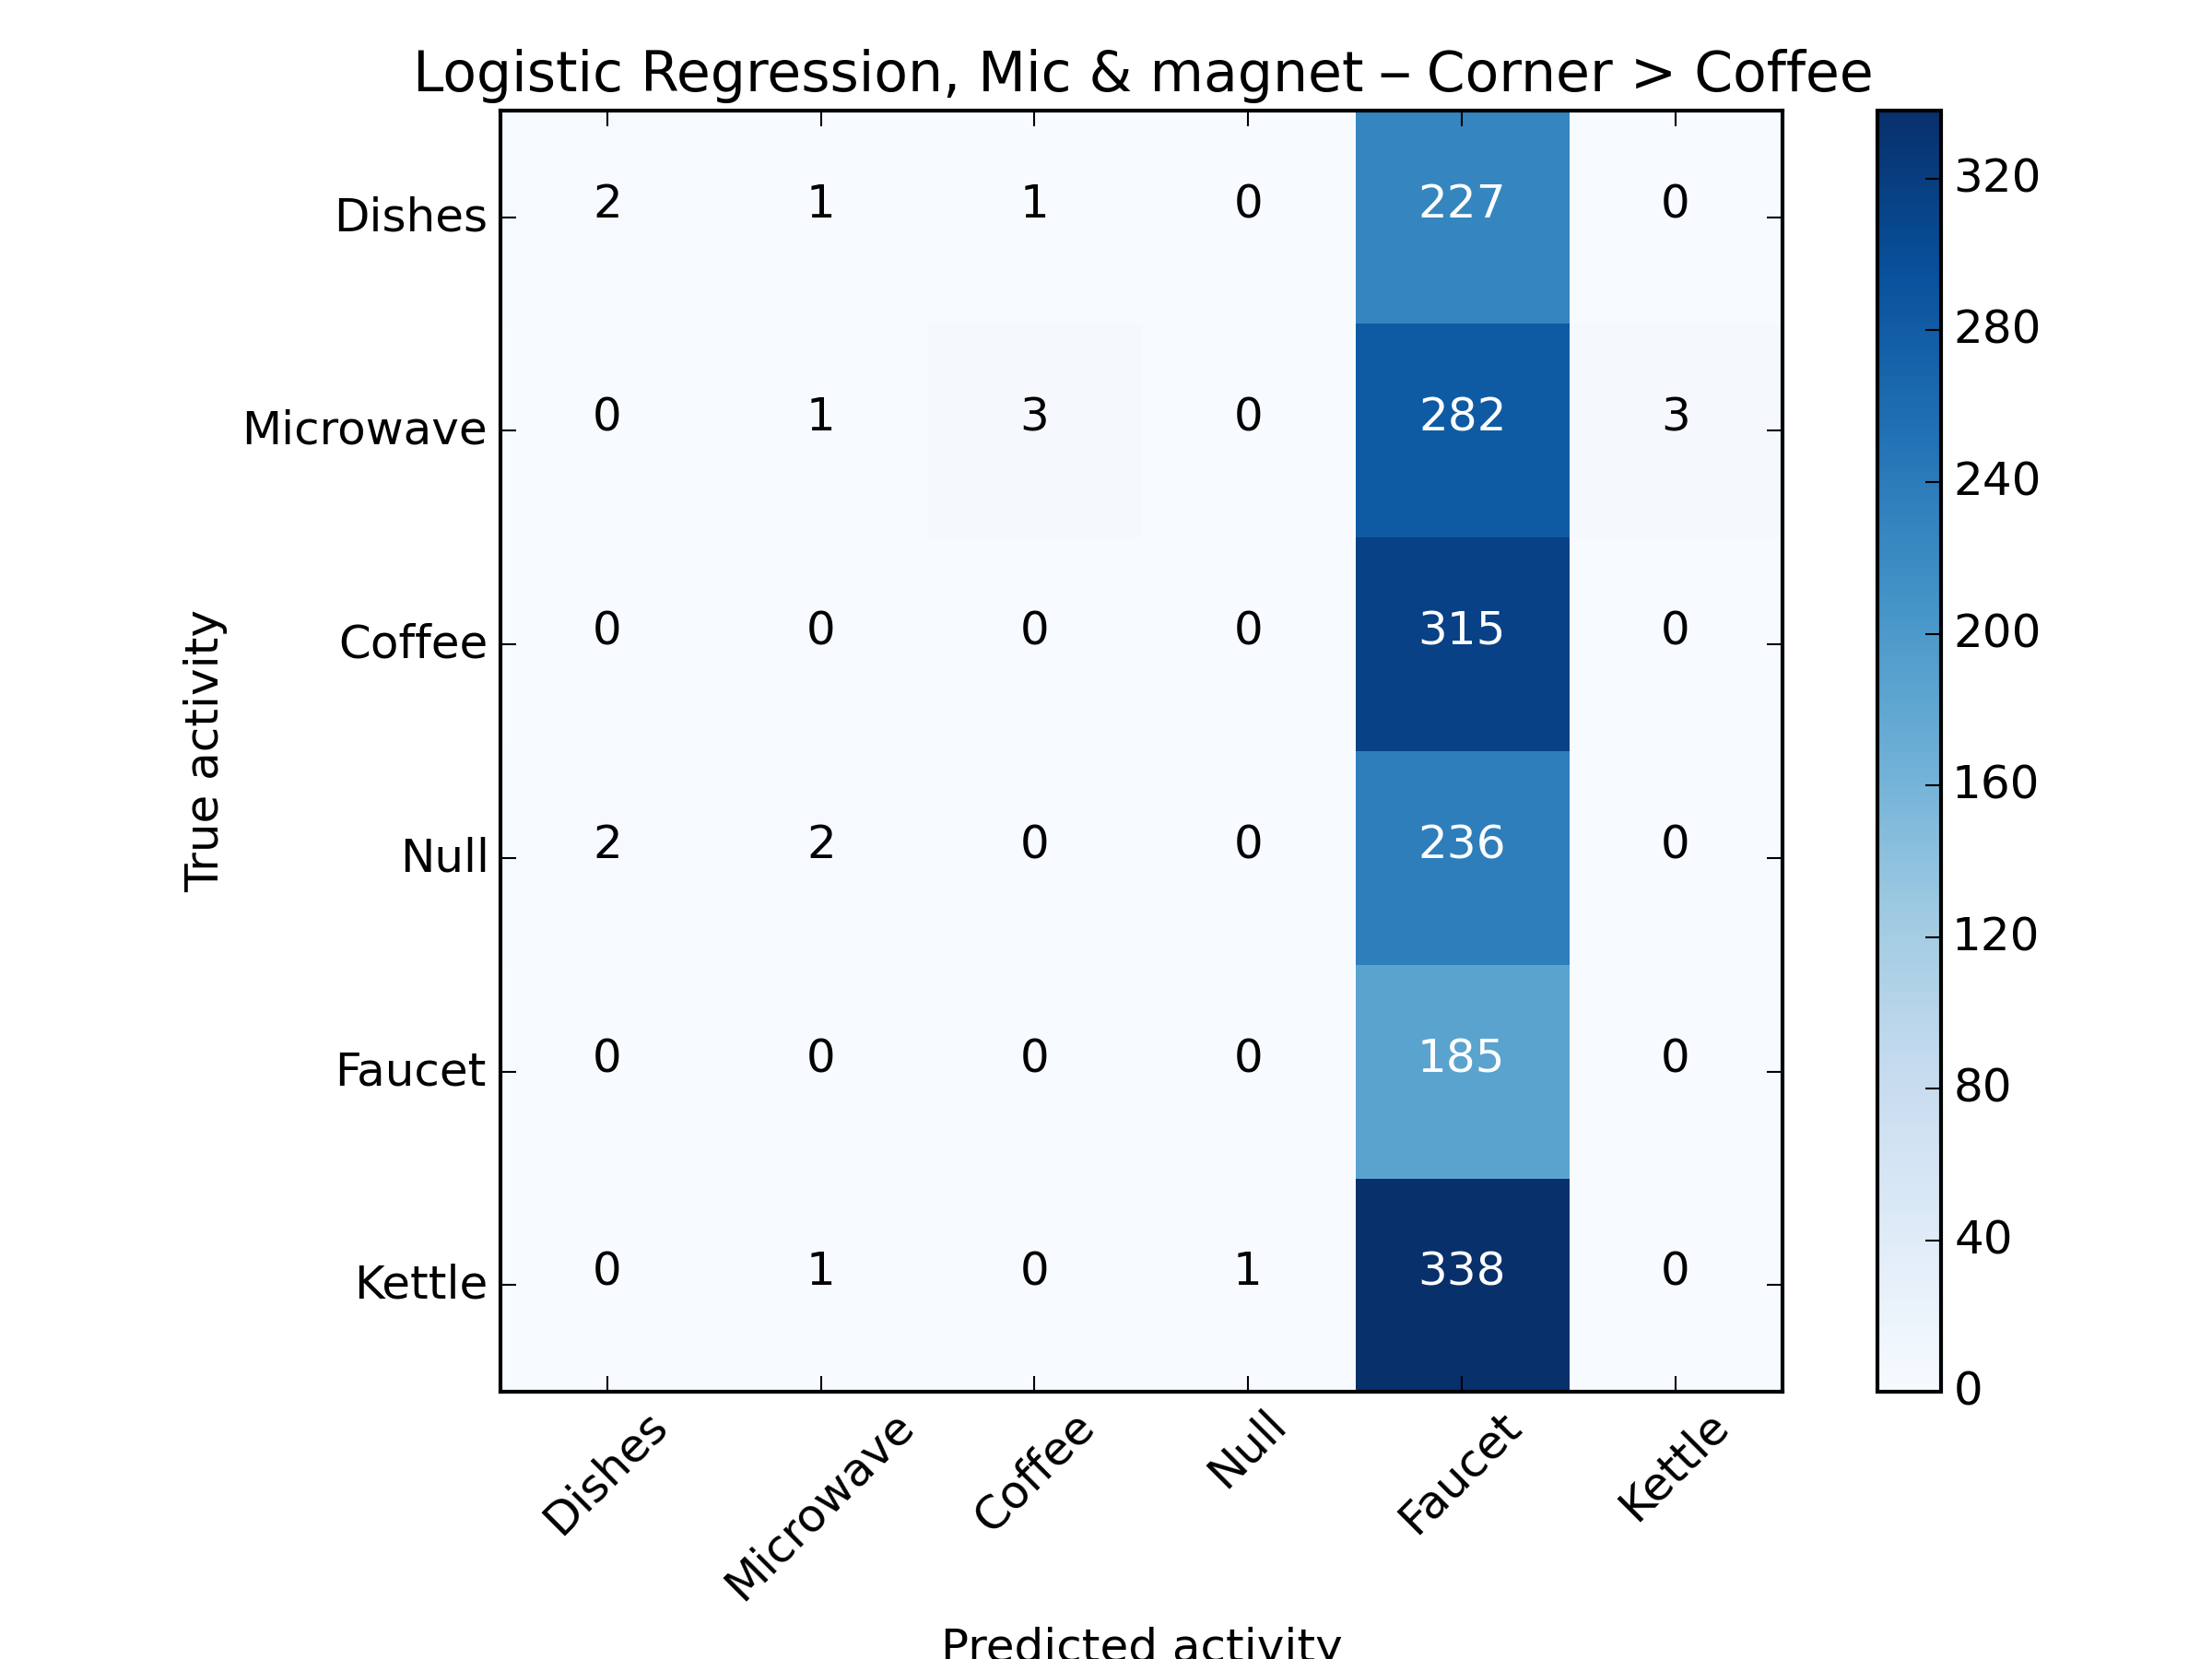 Logistic Regression, Mic & magnet – Corner > Coffee
Dishes 2 1 1 0 227 0
Microwave 0 1 3 0 282 3
Coffee 0 0 0 0 315 0
Null 2 2 0 0 236 0
Faucet 0 0 0 0 185 0
Kettle 0 1 0 1 338 0
True activity
Dishes Microwave Coffee Null Faucet Kettle
Predicted activity
320
280
240
200
160
120
80
40
0